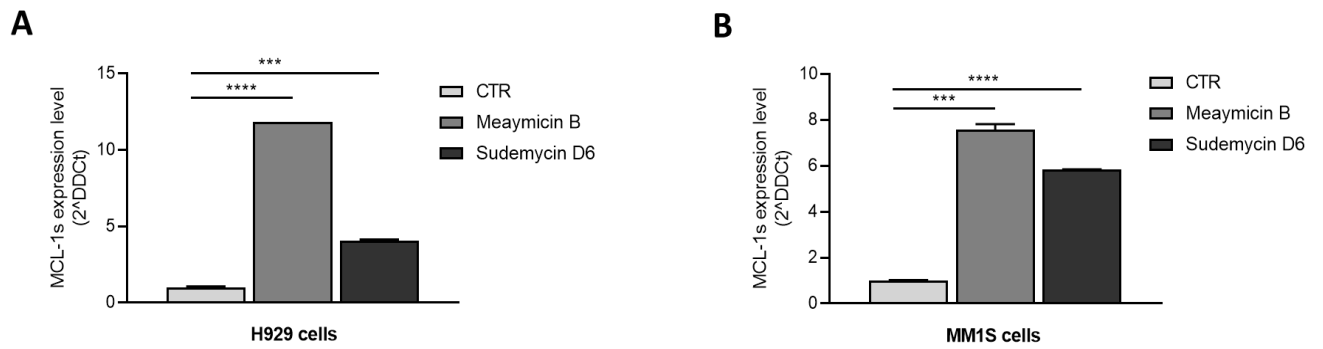 A
MCL-1s expression level
(2^DDCt)
15
10
5
0
***
****
CTR
Meaymicin B
Sudemycin D6
H929 cells
B
MCL-1s expression level
(2^DDCt)
10
8
6
4
2
0
****
***
CTR
Meaymicin B
Sudemycin D6
MM1S cells